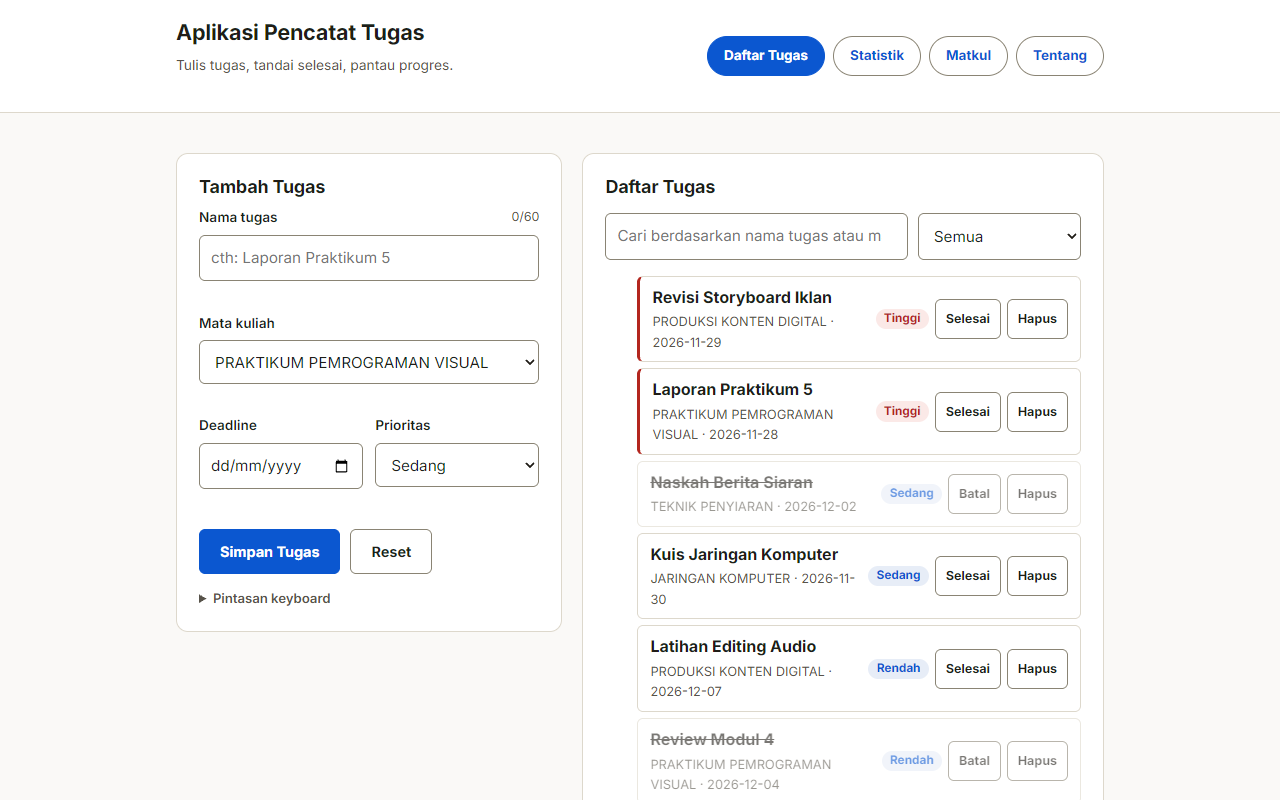 Aplikasi Pencatat Tugas
Tulis tugas, tandai selesai, pantau progres.
Daftar Tugas
Statistik
Matkul
Tentang
Tambah Tugas
Nama tugas
0/60
cth: Laporan Praktikum 5
Mata kuliah
PRAKTIKUM PEMROGRAMAN VISUAL
Deadline
Prioritas
dd/mm/yyyy
Sedang
Simpan Tugas
Reset
Pintasan keyboard
Daftar Tugas
Cari berdasarkan nama tugas atau m
Semua
Revisi Storyboard Iklan
PRODUKSI KONTEN DIGITAL ·
2026-11-29
Tinggi
Selesai
Hapus
Laporan Praktikum 5
PRAKTIKUM PEMROGRAMAN
VISUAL · 2026-11-28
Tinggi
Selesai
Hapus
Naskah Berita Siaran
TEKNIK PENYIARAN · 2026-12-02
Sedang
Batal
Hapus
Kuis Jaringan Komputer
JARINGAN KOMPUTER · 2026-11-
30
Sedang
Selesai
Hapus
Latihan Editing Audio
PRODUKSI KONTEN DIGITAL ·
2026-12-07
Rendah
Selesai
Hapus
Review Modul 4
PRAKTIKUM PEMROGRAMAN
VISUAL · 2026-12-04
Rendah
Batal
Hapus